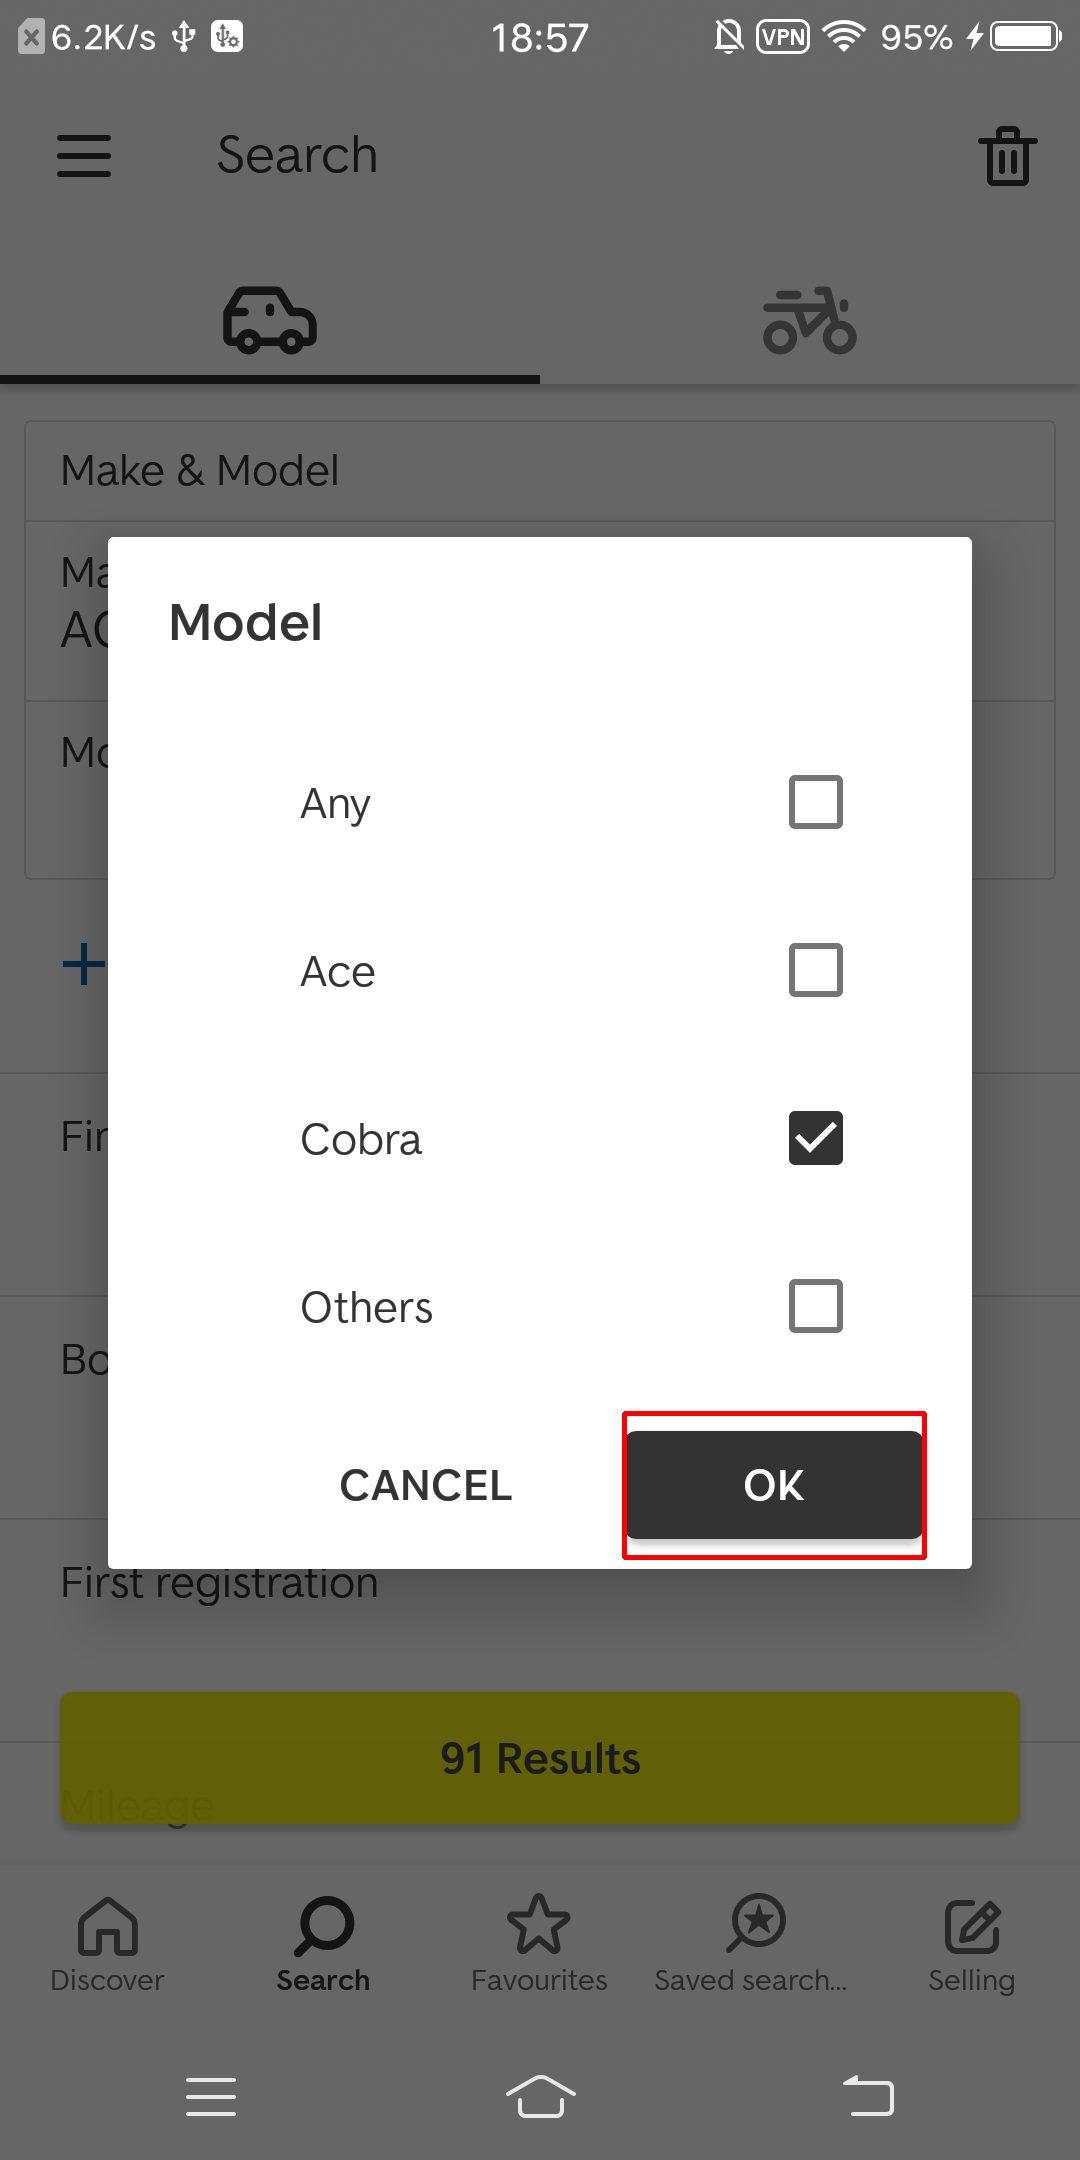 6.2K/s 18:57 VPN 95%
Search
Make & Model
Ma
AC
Mo
Model
Any
Ace
Cobra
Others
CANCEL OK
Fir
Bo
First registration
91 Results
Mileage
Discover Search Favourites Saved search... Selling